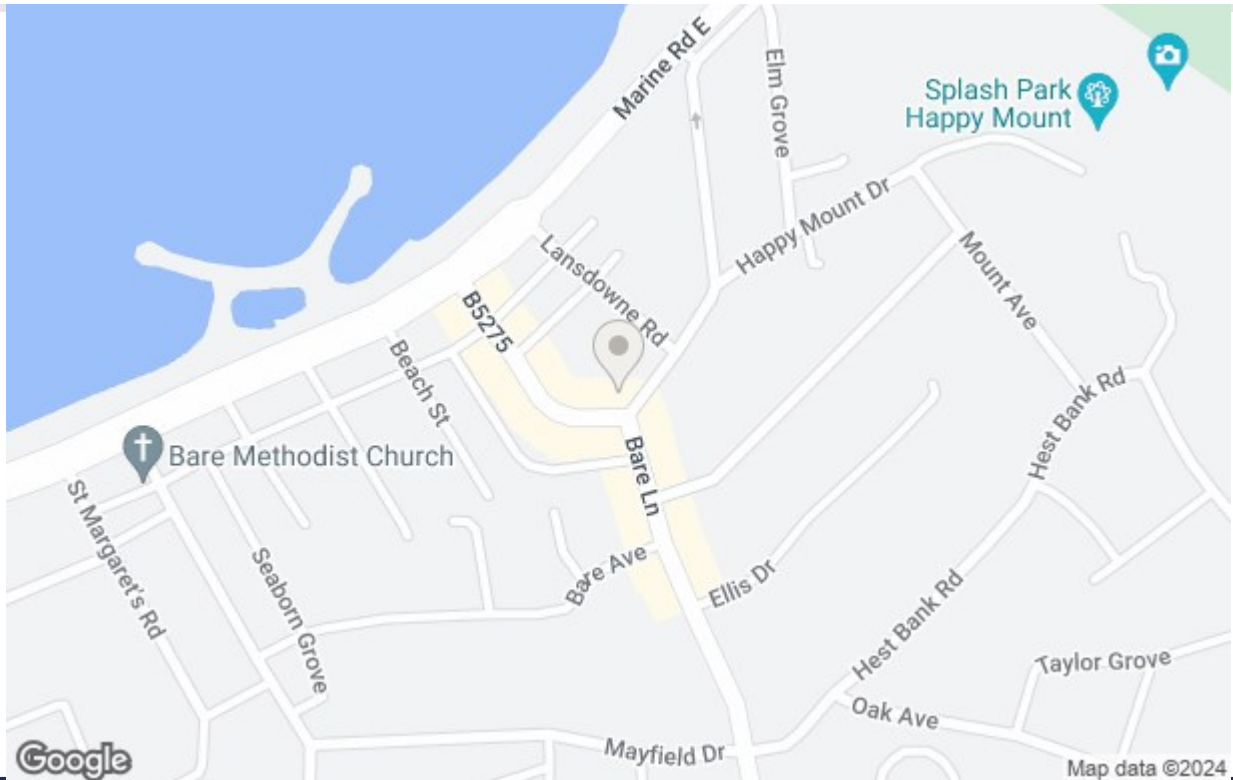 Marine Rd E
Elm Grove
Splash Park
Happy Mount
Happy Mount Dr
Lansdowne Rd
Mount Ave
B5275
Beach St
Hest Bank Rd
Bare Methodist Church
Bare Ln
St Margaret's Rd
Seaborn Grove
Bare Ave
Ellis Dr
Hest Bank Rd
Taylor Grove
Oak Ave
Mayfield Dr
Google
Map data ©2024